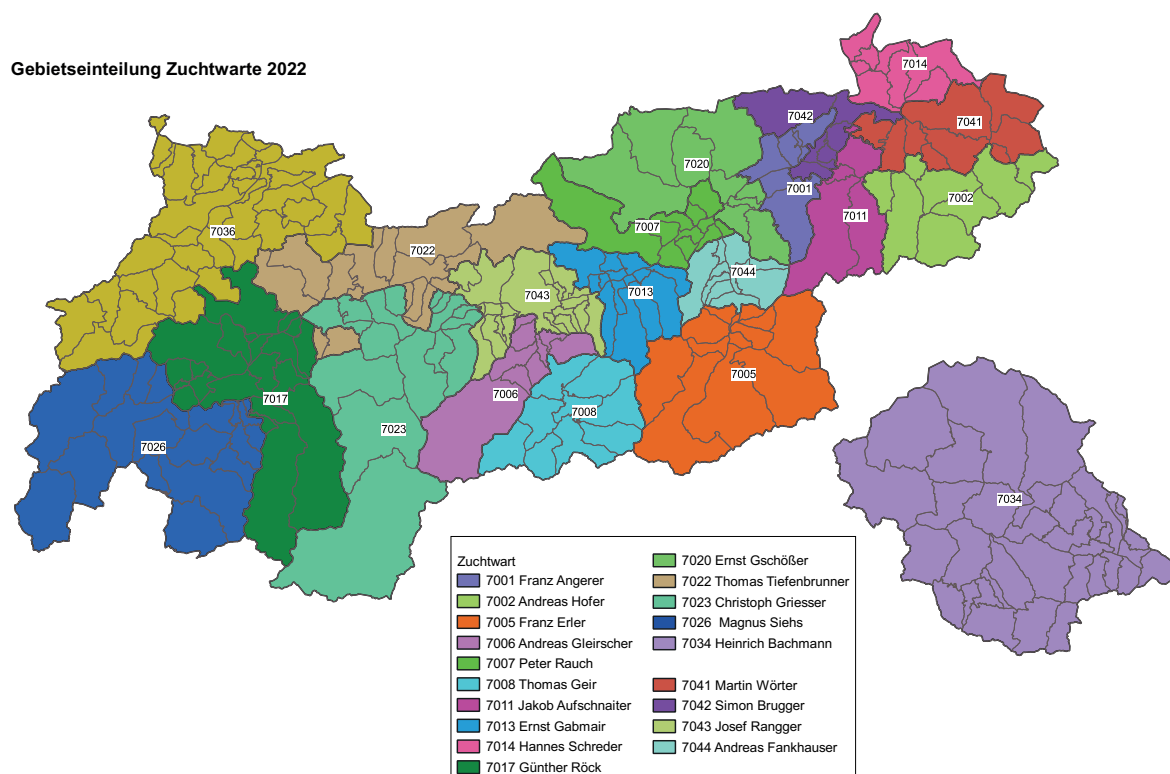 Gebietseinteilung Zuchtwarte 2022
7014
7042
7041
7020
7001
7002
7011
7007
7036
7022
7044
7013
7043
7005
7006
7017
7008
7023
7026
7034
Zuchtwart
7001 Franz Angerer
7002 Andreas Hofer
7005 Franz Erler
7006 Andreas Gleirscher
7007 Peter Rauch
7008 Thomas Geir
7011 Jakob Aufschnaiter
7013 Ernst Gabmair
7014 Hannes Schreder
7017 Günther Röck
7020 Ernst Gschößer
7022 Thomas Tiefenbrunner
7023 Christoph Griesser
7026 Magnus Siehs
7034 Heinrich Bachmann
7041 Martin Wörter
7042 Simon Brugger
7043 Josef Rangger
7044 Andreas Fankhauser